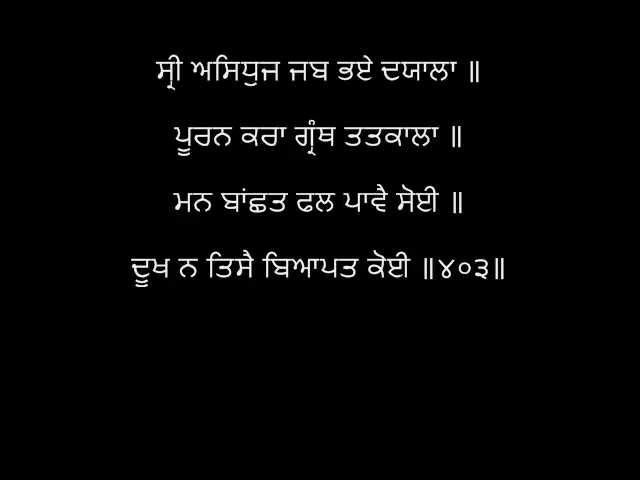 ਸ੍ਰੀ ਅਸਿਧੁਜ ਜਬ ਭਏ ਦਯਾਲਾ ॥
ਪੂਰਨ ਕਰਾ ਗ੍ਰੰਥ ਤਤਕਾਲਾ ॥
ਮਨ ਬਾਂਛਤ ਫਲ ਪਾਵੈ ਸੋਈ ॥
ਦੂਖ ਨ ਤਿਸੈ ਬਿਆਪਤ ਕੋਈ ॥੪੦੩॥